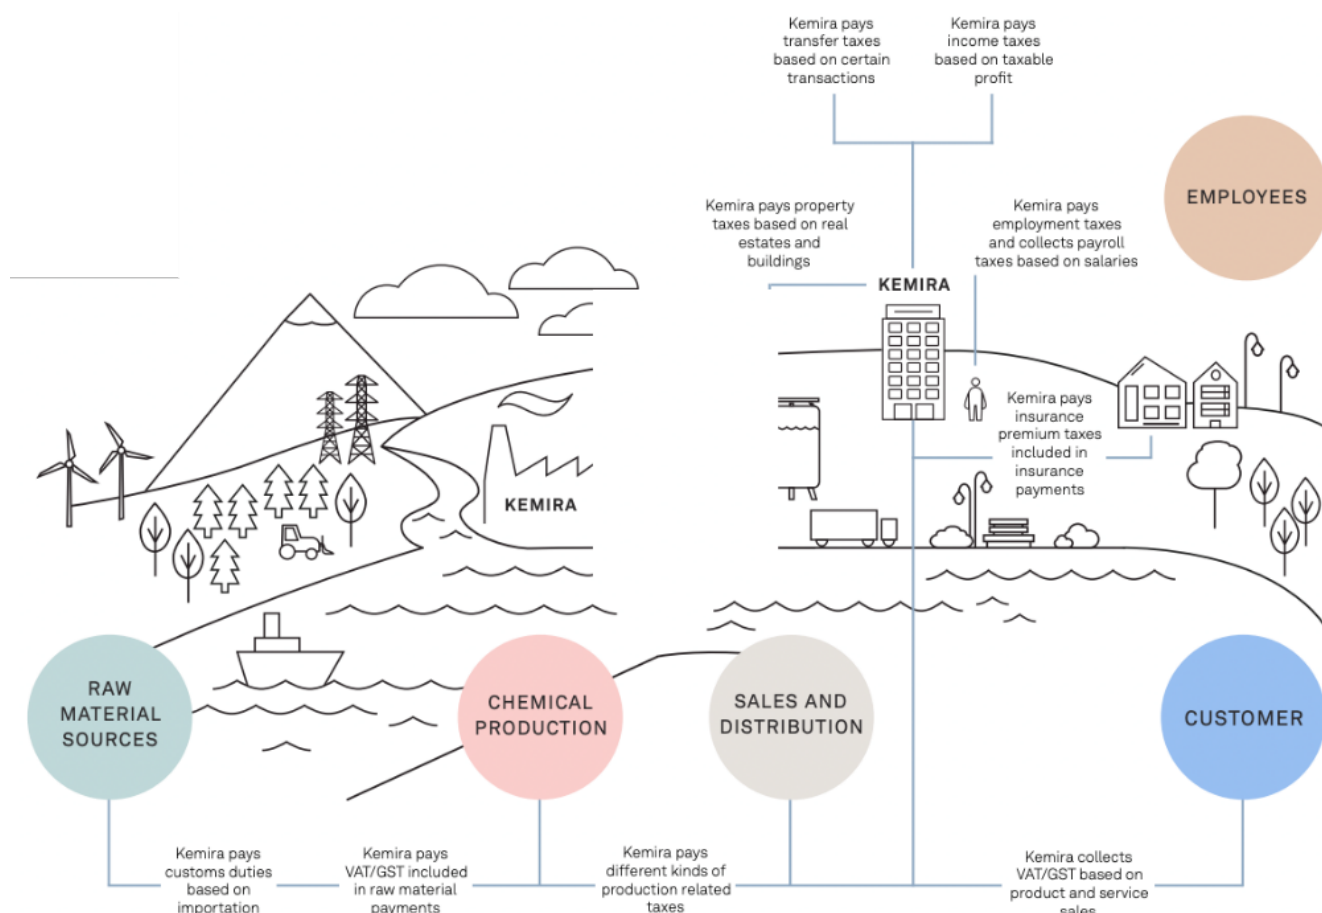 Kemira pays
transfer taxes
based on certain
transactions
Kemira pays
income taxes
based on taxable
profit
EMPLOYEES
Kemira pays property
taxes based on real
estates and
buildings
Kemira pays
employment taxes
and collects payroll
taxes based on salaries
KEMIRA
Kemira pays
insurance
premium taxes
included in
insurance
payments
KEMIRA
RAW
MATERIAL
SOURCES
CHEMICAL
PRODUCTION
SALES AND
DISTRIBUTION
CUSTOMER
Kemira pays
customs duties
based on
importation
Kemira pays
VAT/GST included
in raw material
payments
Kemira pays
different kinds of
production related
taxes
Kemira collects
VAT/GST based on
product and service
sales